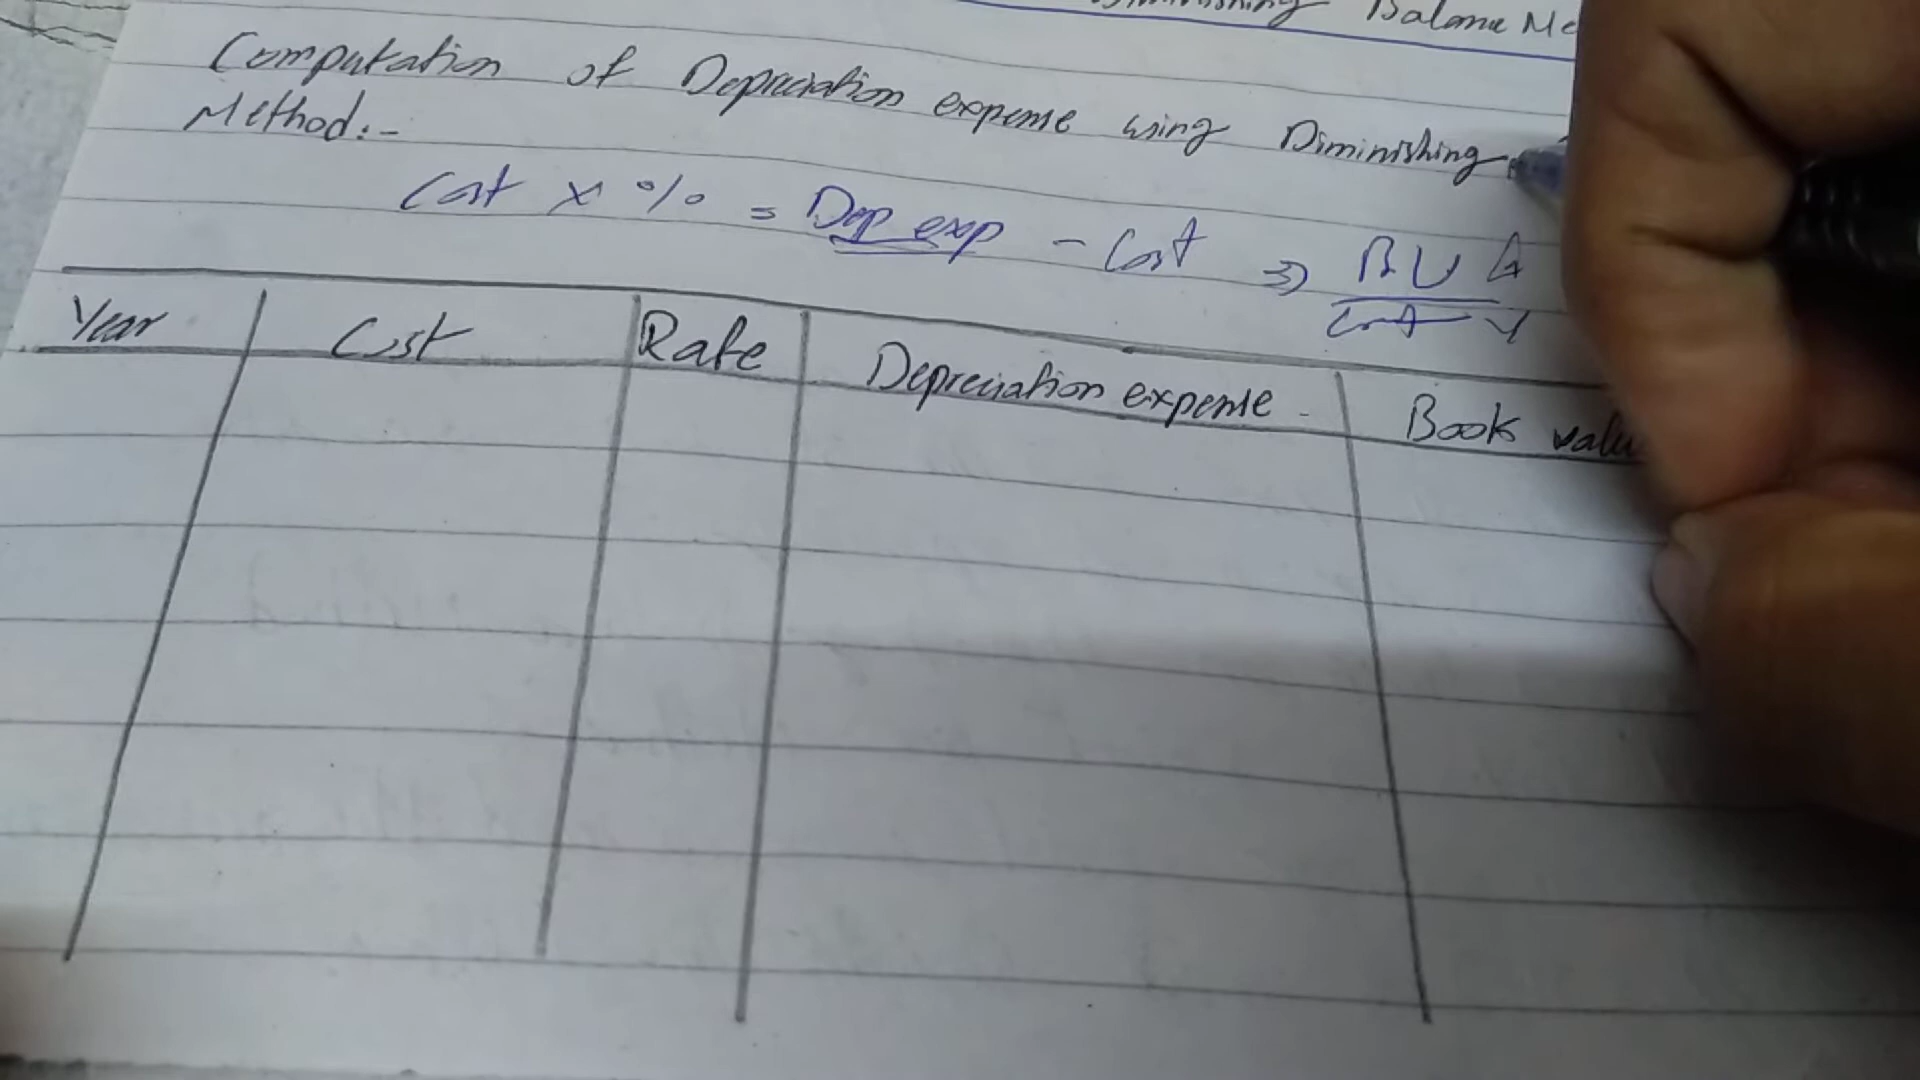 Diminishing Balance Me
Computation of Depreciation expense using Diminishing
Method:-
Cost x % = Dep exp - Cost ⇒ B V
Year Cost Rate Depreciation expense Book valu